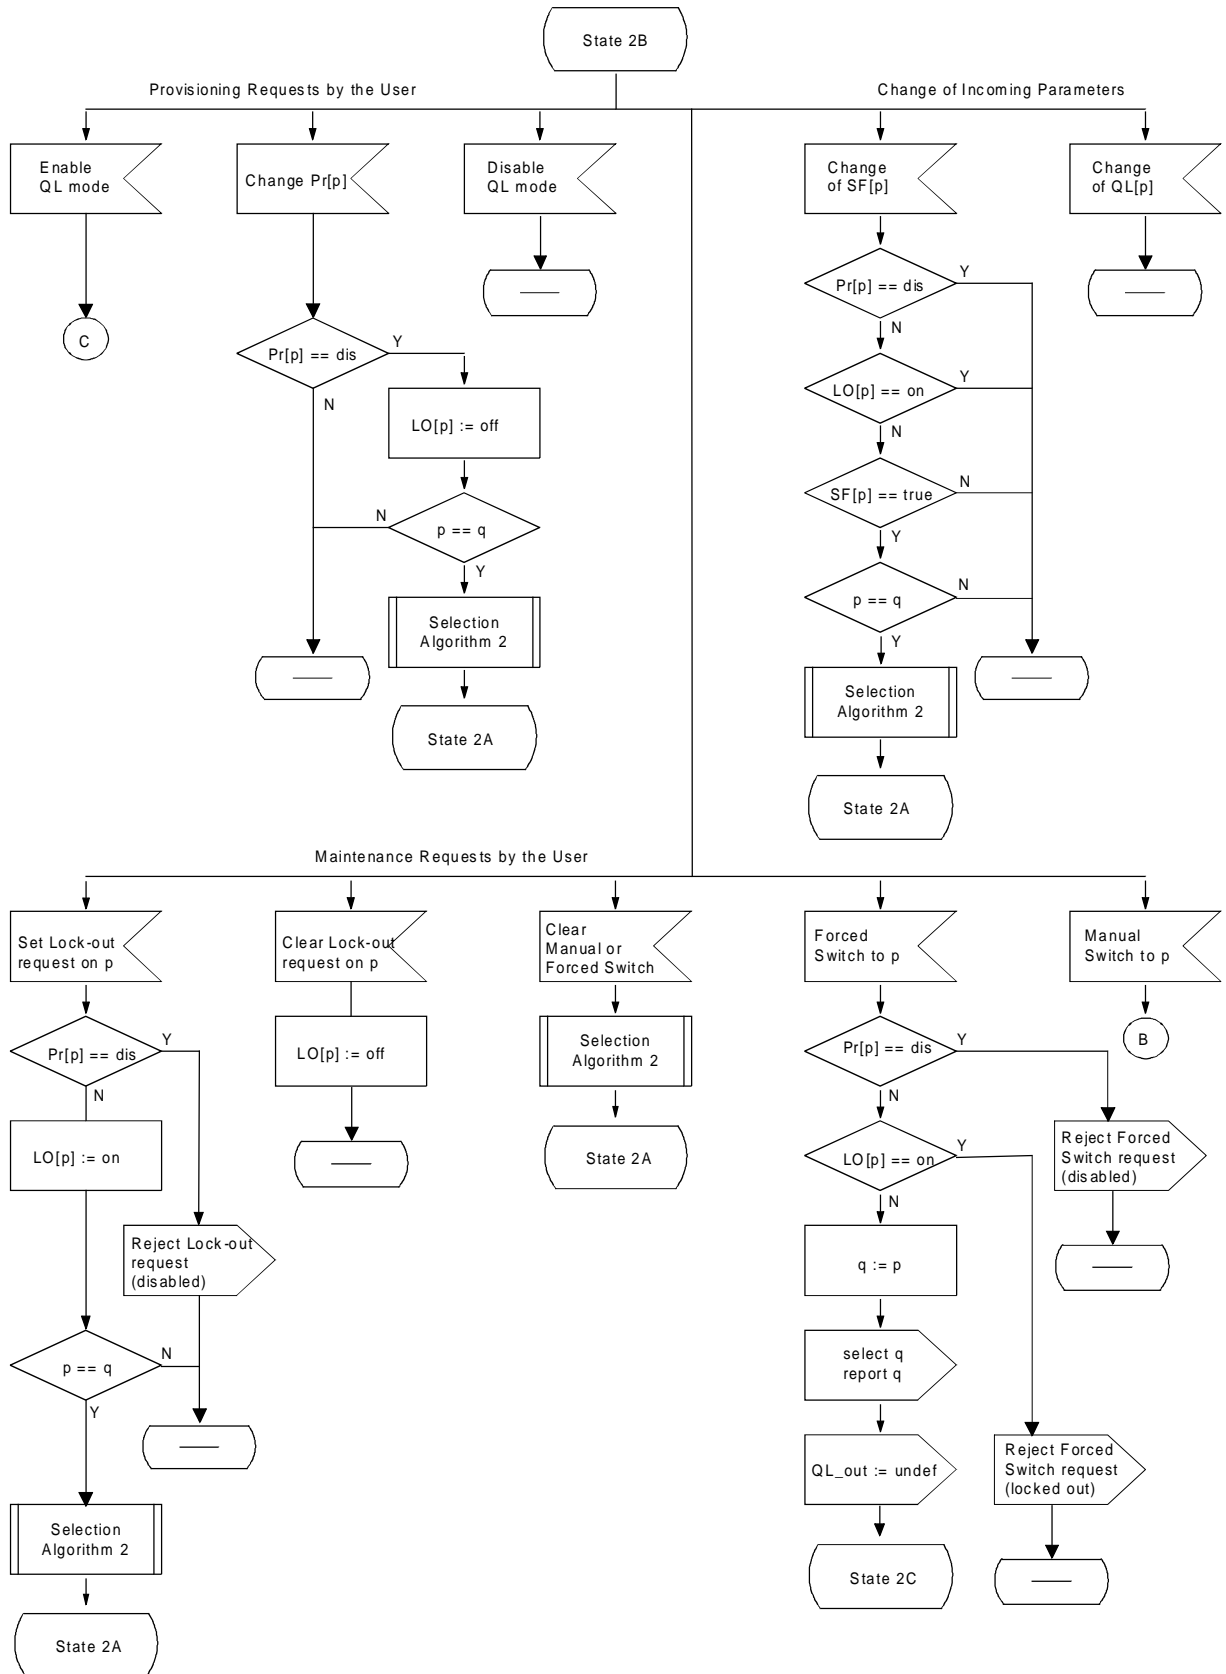 State 2B
Provisioning Requests by the User
Change of Incoming Parameters
Enable
QL mode
Change Pr[p]
Disable
QL mode
Change
of SF[p]
Change
of QL[p]
C
Pr[p] == dis
Y
N
LO[p] := off
p == q
N
Y
Selection
Algorithm 2
State 2A
Pr[p] == dis
Y
N
LO[p] == on
Y
N
SF[p] == true
N
Y
p == q
N
Y
Selection
Algorithm 2
State 2A
Maintenance Requests by the User
Set Lock-out
request on p
Clear Lock-out
request on p
Clear
Manual or
Forced Switch
Forced
Switch to p
Manual
Switch to p
Pr[p] == dis
Y
N
LO[p] := on
Reject Lock-out
request
(disabled)
p == q
N
Y
Selection
Algorithm 2
State 2A
LO[p] := off
Selection
Algorithm 2
State 2A
Pr[p] == dis
Y
N
LO[p] == on
Y
N
q := p
select q
report q
QL_out := undef
State 2C
B
Reject Forced
Switch request
(disabled)
Reject Forced
Switch request
(locked out)